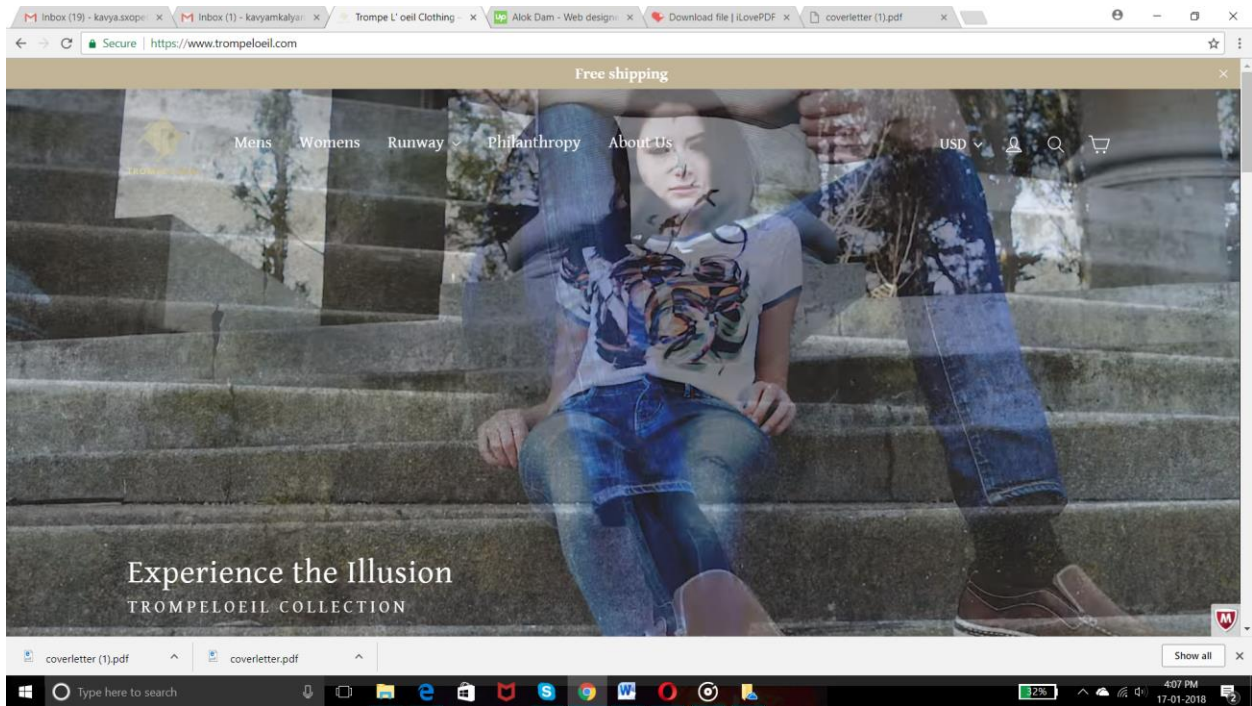 Inbox (19) - kavya.sxope
Inbox (1) - kavyamkalyan
Trompe L' oeil Clothing -
Up Alok Dam - Web design
Download file | iLovePDF
coverletter (1).pdf
Secure | https://www.trompeloeil.com
Free shipping
Mens Womens Runway Philanthropy About Us USD
Experience the Illusion
TROMPELOEIL COLLECTION
coverletter (1).pdf coverletter.pdf Show all
Type here to search
32%
4:07 PM
17-01-2018